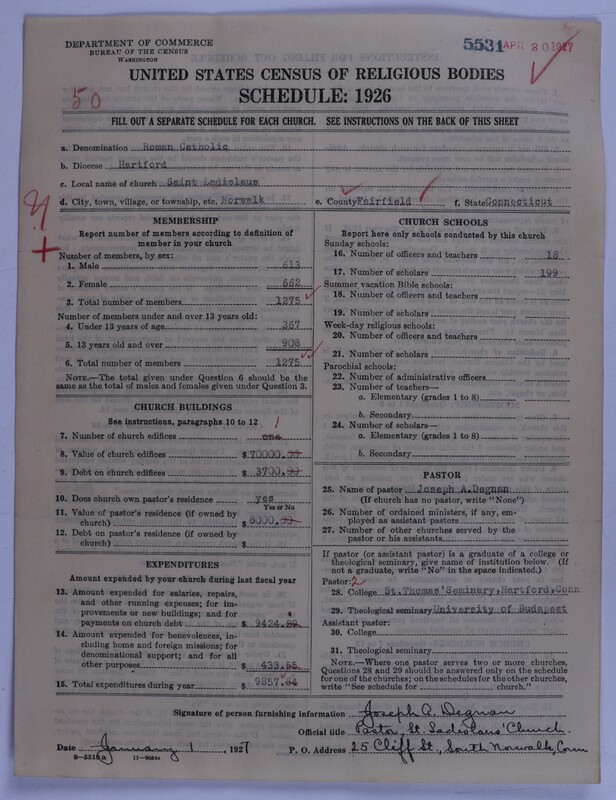 DEPARTMENT OF COMMERCE
BUREAU OF THE CENSUS
WASHINGTON
5531 APR 30 1927
UNITED STATES CENSUS OF RELIGIOUS BODIES
SCHEDULE: 1926
50
FILL OUT A SEPARATE SCHEDULE FOR EACH CHURCH. SEE INSTRUCTIONS ON THE BACK OF THIS SHEET
a. Denomination Roman Catholic
b. Diocese Hartford
c. Local name of church Saint Ladislaus
d. City, town, village, or township, etc. Norwalk e. County Fairfield f. State Connecticut
MEMBERSHIP
Report number of members according to definition of member in your church
Number of members, by sex:
1. Male 613
2. Female 662
3. Total number of members 1275
Number of members under and over 13 years old:
4. Under 13 years of age 367
5. 13 years old and over 908
6. Total number of members 1275
NOTE.—The total given under Question 6 should be the same as the total of males and females given under Question 3.
CHURCH BUILDINGS
See instructions, paragraphs 10 to 12
7. Number of church edifices one 1
8. Value of church edifices $70000.00
9. Debt on church edifices $3700.00
10. Does church own pastor's residence yes
Yes or No
11. Value of pastor's residence (if owned by church) $8000.00
12. Debt on pastor's residence (if owned by church) $
EXPENDITURES
Amount expended by your church during last fiscal year
13. Amount expended for salaries, repairs, and other running expenses; for improvements or new buildings; and for payments on church debt $ 9424.
14. Amount expended for benevolences, including home and foreign missions; for denominational support; and for all other purposes $ 433.
15. Total expenditures during year $ 9857.84
CHURCH SCHOOLS
Report here only schools conducted by this church
Sunday schools:
16. Number of officers and teachers 18
17. Number of scholars 199
Summer vacation Bible schools:
18. Number of officers and teachers
19. Number of scholars
Week-day religious schools:
20. Number of officers and teachers
21. Number of scholars
Parochial schools:
22. Number of administrative officers
23. Number of teachers—
a. Elementary (grades 1 to 8)
b. Secondary
24. Number of scholars—
a. Elementary (grades 1 to 8)
b. Secondary
PASTOR
25. Name of pastor Joseph A.Degnan
(If church has no pastor, write "None")
26. Number of ordained ministers, if any, employed as assistant pastors
27. Number of other churches served by the pastor or his assistants
If pastor (or assistant pastor) is a graduate of a college or theological seminary, give name of institution below. (If not a graduate, write "No" in the space indicated.)
Pastor: 2
28. College St.Thomas'Seminary,Hartford,Conn
29. Theological seminary University of Budapest
Assistant pastor:
30. College
31. Theological seminary
NOTE.—Where one pastor serves two or more churches, Questions 28 and 29 should be answered only on the schedule for one of the churches; on the schedules for the other churches, write "See schedule for church."
Signature of person furnishing information Joseph A. Degnan
Official title Pastor, St. Ladislaus' Church.
Date January 1, 1927 P. O. Address 25 Cliff St., South Norwalk, Conn
8-5518a 11-9084